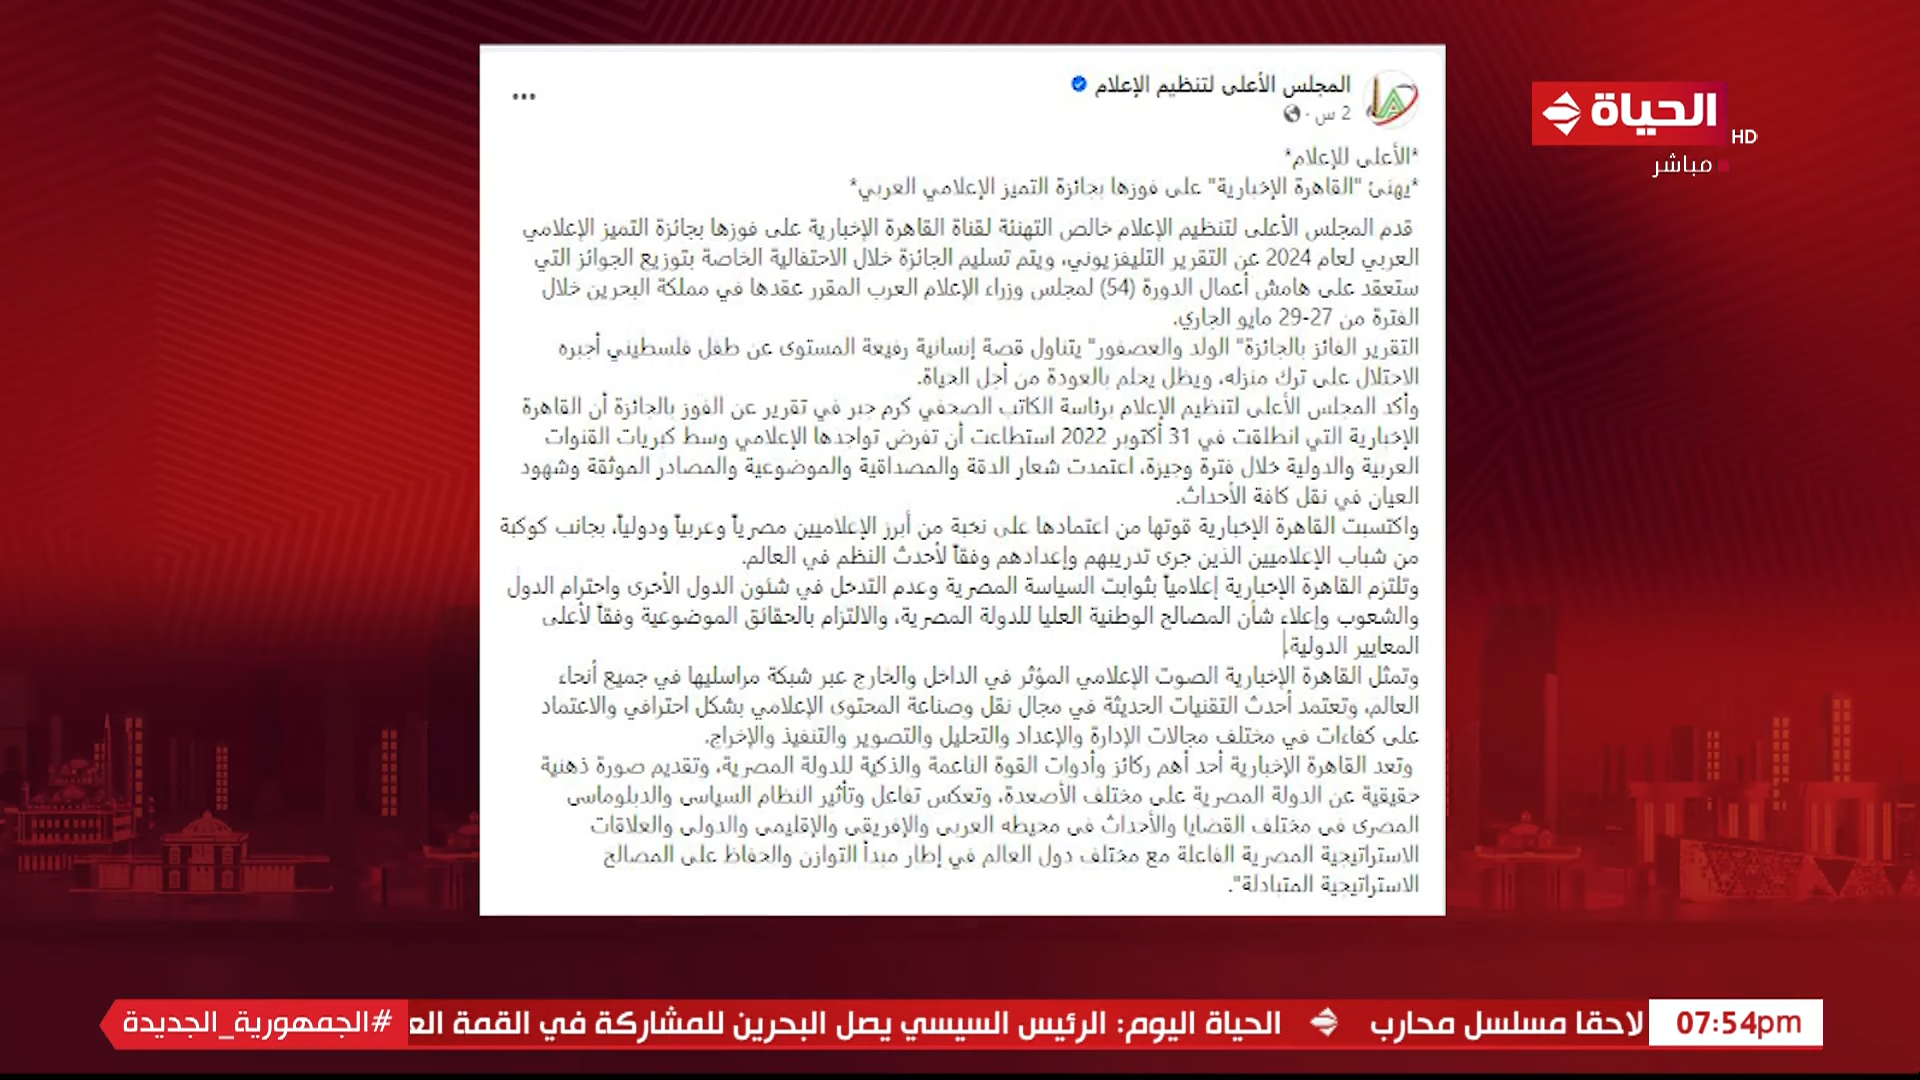 المجلس الأعلى لتنظيم الإعلام
2 س ·
*الأعلى للإعلام*
*يهنئ "القاهرة الإخبارية" على فوزها بجائزة التميز الإعلامي العربي*
قدم المجلس الأعلى لتنظيم الإعلام خالص التهنئة لقناة القاهرة الإخبارية على فوزها بجائزة التميز الإعلامي
العربي لعام 2024 عن التقرير التليفزيوني، ويتم تسليم الجائزة خلال الاحتفالية الخاصة بتوزيع الجوائز التي
ستعقد على هامش أعمال الدورة (54) لمجلس وزراء الإعلام العرب المقرر عقدها في مملكة البحرين خلال
الفترة من 27-29 مايو الجاري.
التقرير الفائز بالجائزة" الولد والعصفور" يتناول قصة إنسانية رفيعة المستوى عن طفل فلسطيني أجبره
الاحتلال على ترك منزله، ويظل يحلم بالعودة من أجل الحياة.
وأكد المجلس الأعلى لتنظيم الإعلام برئاسة الكاتب الصحفي كرم جبر في تقرير عن الفوز بالجائزة أن القاهرة
الإخبارية التي انطلقت في 31 أكتوبر 2022 استطاعت أن تفرض تواجدها الإعلامي وسط كبريات القنوات
العربية والدولية خلال فترة وجيزة، اعتمدت شعار الدقة والمصداقية والموضوعية والمصادر الموثقة وشهود
العيان في نقل كافة الأحداث.
واكتسبت القاهرة الإخبارية قوتها من اعتمادها على نخبة من أبرز الإعلاميين مصرياً وعربياً ودولياً، بجانب كوكبة
من شباب الإعلاميين الذين جرى تدريبهم وإعدادهم وفقاً لأحدث النظم في العالم.
وتلتزم القاهرة الإخبارية إعلامياً بثوابت السياسة المصرية وعدم التدخل في شئون الدول الأخرى واحترام الدول
والشعوب وإعلاء شأن المصالح الوطنية العليا للدولة المصرية، والالتزام بالحقائق الموضوعية وفقاً لأعلى
المعايير الدولية.
وتمثل القاهرة الإخبارية الصوت الإعلامي المؤثر في الداخل والخارج عبر شبكة مراسليها في جميع أنحاء
العالم، وتعتمد أحدث التقنيات الحديثة في مجال نقل وصناعة المحتوى الإعلامي بشكل احترافي والاعتماد
على كفاءات في مختلف مجالات الإدارة والإعداد والتحليل والتصوير والتنفيذ والإخراج.
وتعد القاهرة الإخبارية أحد أهم ركائز وأدوات القوة الناعمة والذكية للدولة المصرية، وتقديم صورة ذهنية
حقيقية عن الدولة المصرية على مختلف الأصعدة، وتعكس تفاعل وتأثير النظام السياسى والدبلوماسى
المصرى فى مختلف القضايا والأحداث فى محيطه العربى والإفريقى والإقليمى والدولى والعلاقات
الاستراتيجية المصرية الفاعلة مع مختلف دول العالم في إطار مبدأ التوازن والحفاظ على المصالح
الاستراتيجية المتبادلة".
الحياة
HD
مباشر
07:54pm
لاحقا مسلسل محارب
الحياة اليوم: الرئيس السيسي يصل البحرين للمشاركة في القمة الع
#الجمهورية_الجديدة